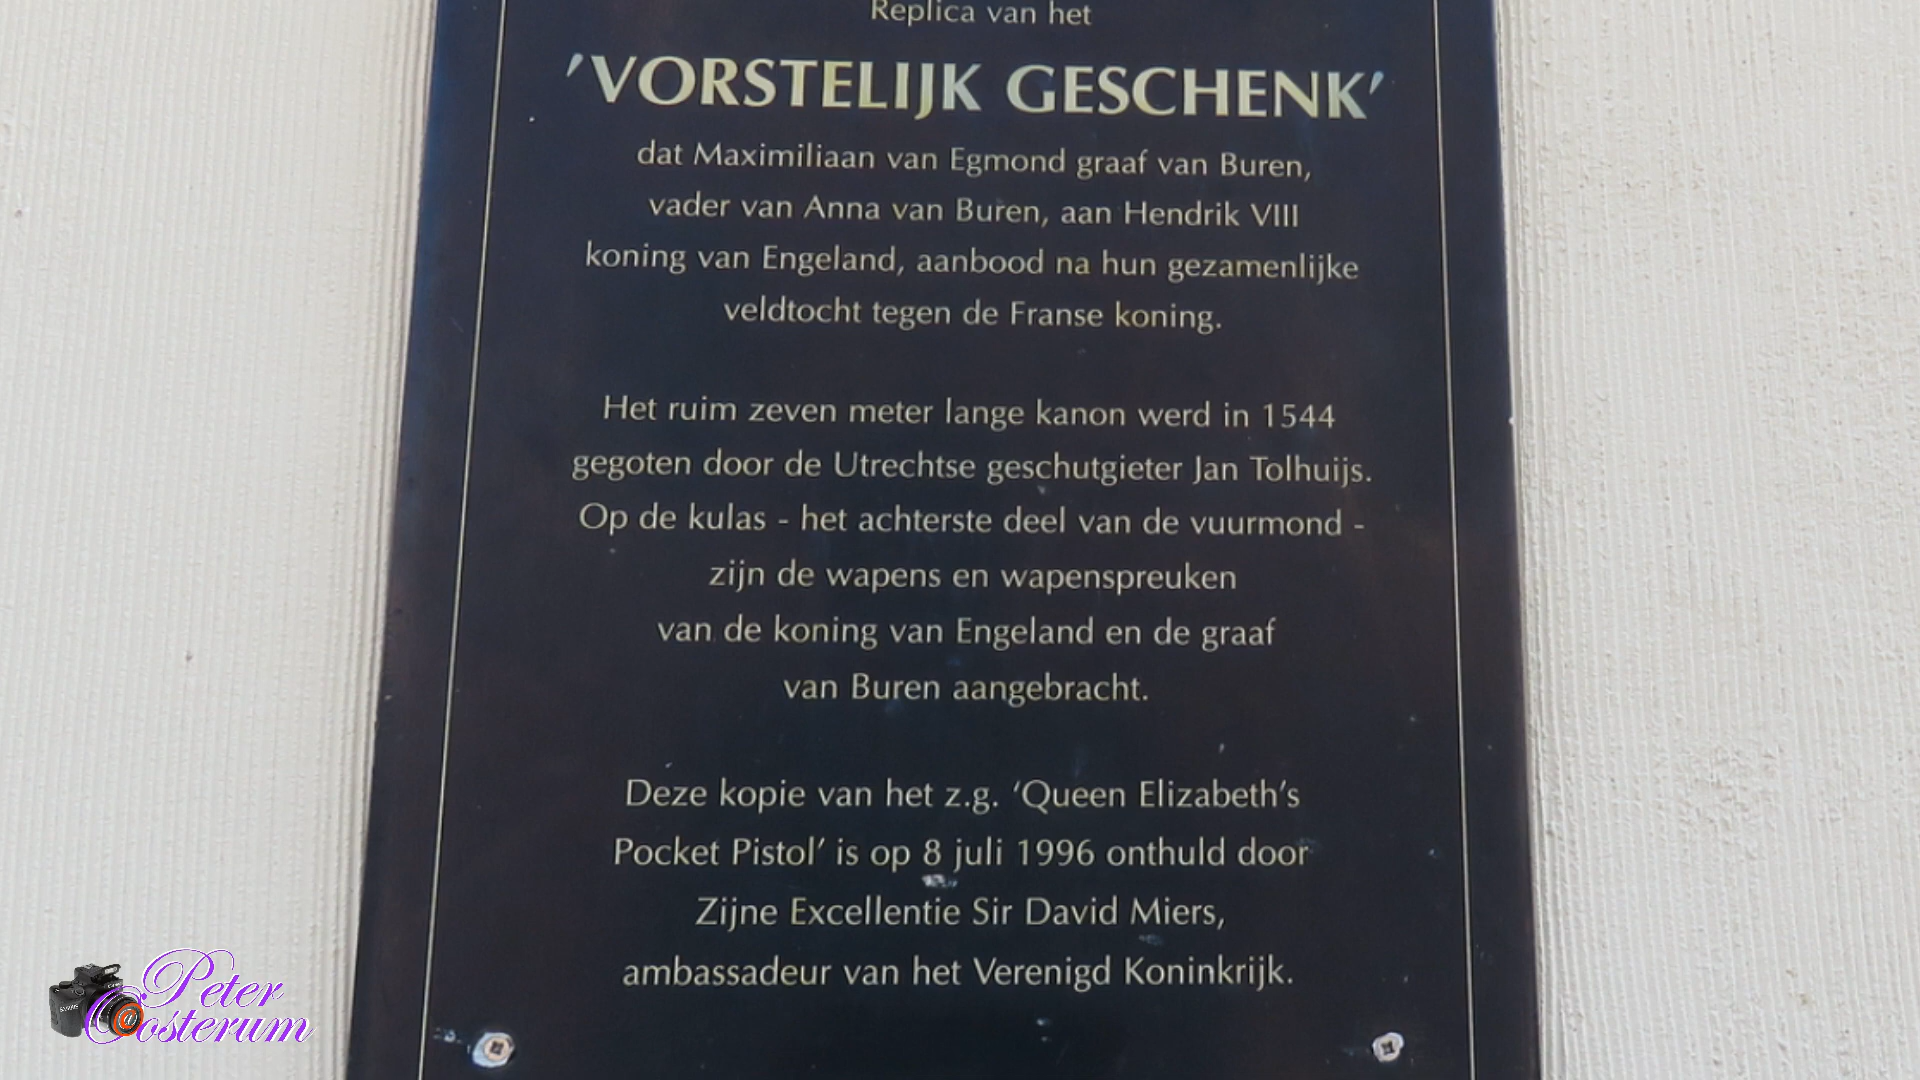 Replica van het
'VORSTELIJK GESCHENK'
dat Maximiliaan van Egmond graaf van Buren,
vader van Anna van Buren, aan Hendrik VIII
koning van Engeland, aanbood na hun gezamenlijke
veldtocht tegen de Franse koning.
Het ruim zeven meter lange kanon werd in 1544
gegoten door de Utrechtse geschutgieter Jan Tolhuijs.
Op de kulas - het achterste deel van de vuurmond -
zijn de wapens en wapenspreuken
van de koning van Engeland en de graaf
van Buren aangebracht.
Deze kopie van het z.g. 'Queen Elizabeth's
Pocket Pistol' is op 8 juli 1996 onthuld door
Zijne Excellentie Sir David Miers,
ambassadeur van het Verenigd Koninkrijk.
Peter
Oosterum